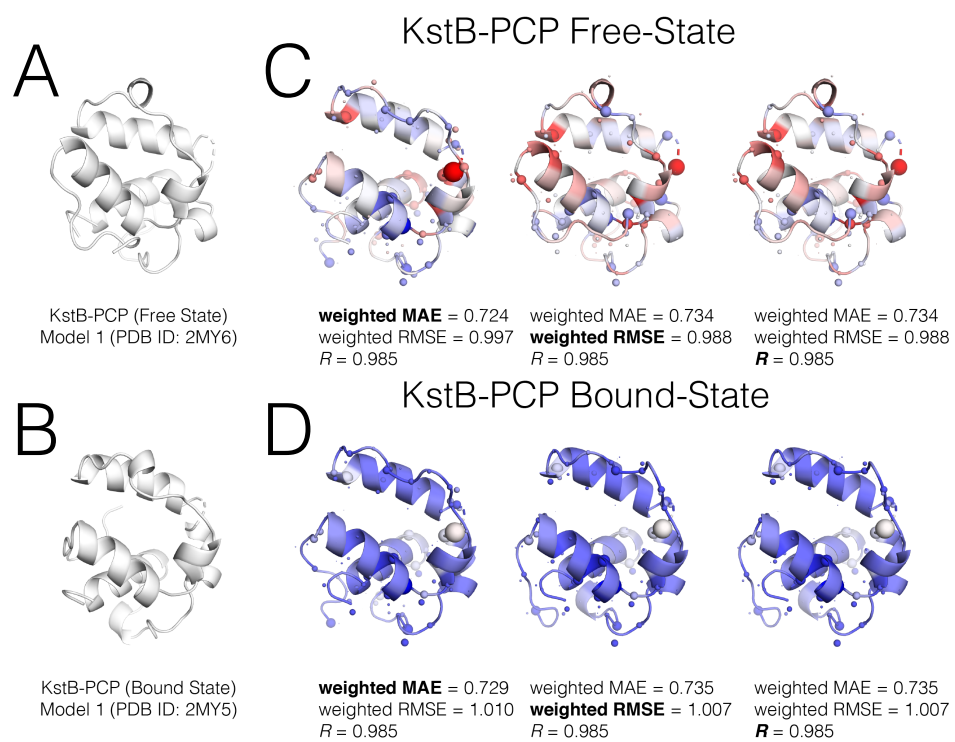 KstB-PCP Free-State
A
C
KstB-PCP (Free State)
Model 1 (PDB ID: 2MY6)
weighted MAE = 0.724
weighted RMSE = 0.997
R = 0.985
weighted MAE = 0.734
weighted RMSE = 0.988
R = 0.985
weighted MAE = 0.734
weighted RMSE = 0.988
R = 0.985
KstB-PCP Bound-State
B
D
KstB-PCP (Bound State)
Model 1 (PDB ID: 2MY5)
weighted MAE = 0.729
weighted RMSE = 1.010
R = 0.985
weighted MAE = 0.735
weighted RMSE = 1.007
R = 0.985
weighted MAE = 0.735
weighted RMSE = 1.007
R = 0.985